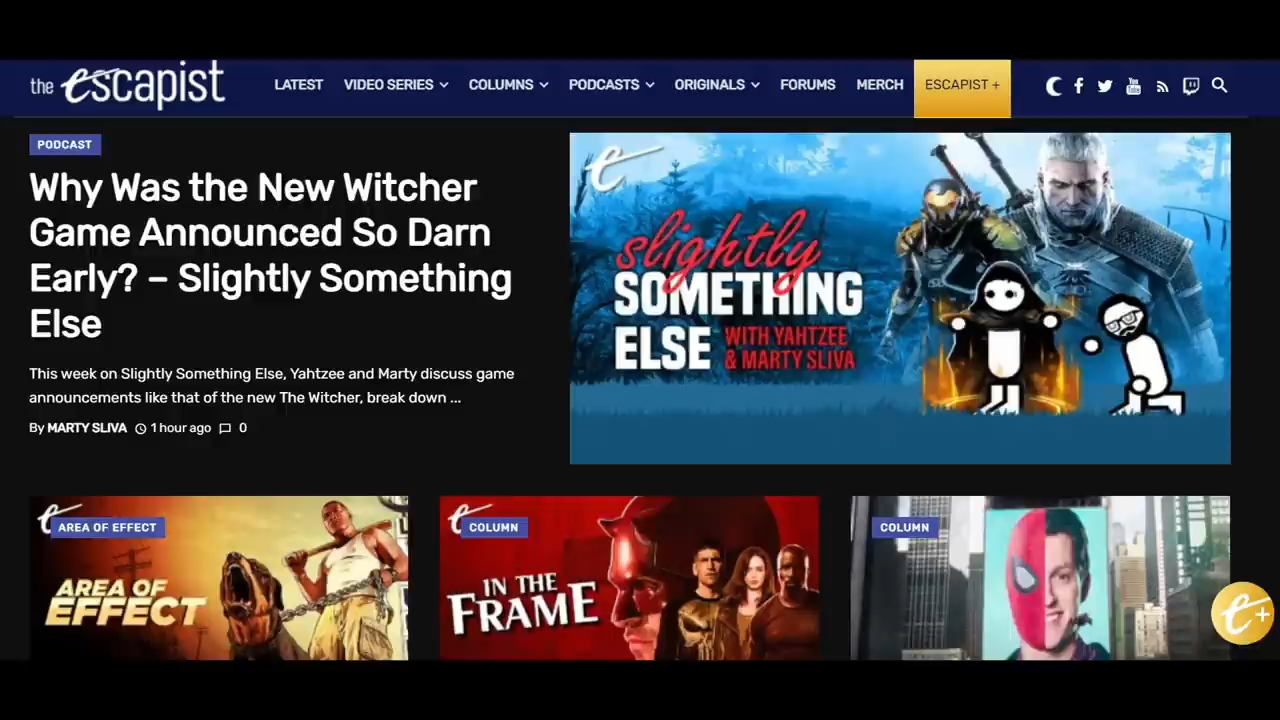 the escapist
LATEST
VIDEO SERIES
COLUMNS
PODCASTS
ORIGINALS
FORUMS
MERCH
ESCAPIST +
PODCAST
Why Was the New Witcher
Game Announced So Darn
Early? – Slightly Something
Else
This week on Slightly Something Else, Yahtzee and Marty discuss game
announcements like that of the new The Witcher, break down ...
By MARTY SLIVA 1 hour ago 0
e
slightly
SOMETHING
ELSE WITH YAHTZEE
& MARTY SLIVA
e
AREA OF EFFECT
AREA OF
EFFECT
e
COLUMN
IN THE
FRAME
COLUMN
e+